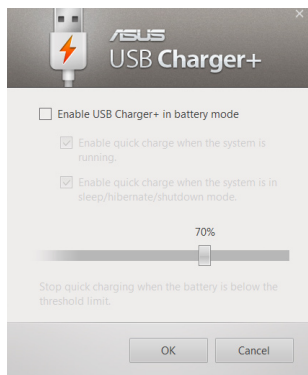 ASUS
USB Charger+
Enable USB Charger+ in battery mode
Enable quick charge when the system is
running.
Enable quick charge when the system is in
sleep/hibernate/shutdown mode.
70%
Stop quick charging when the battery is below the
threshold limit.
OK
Cancel